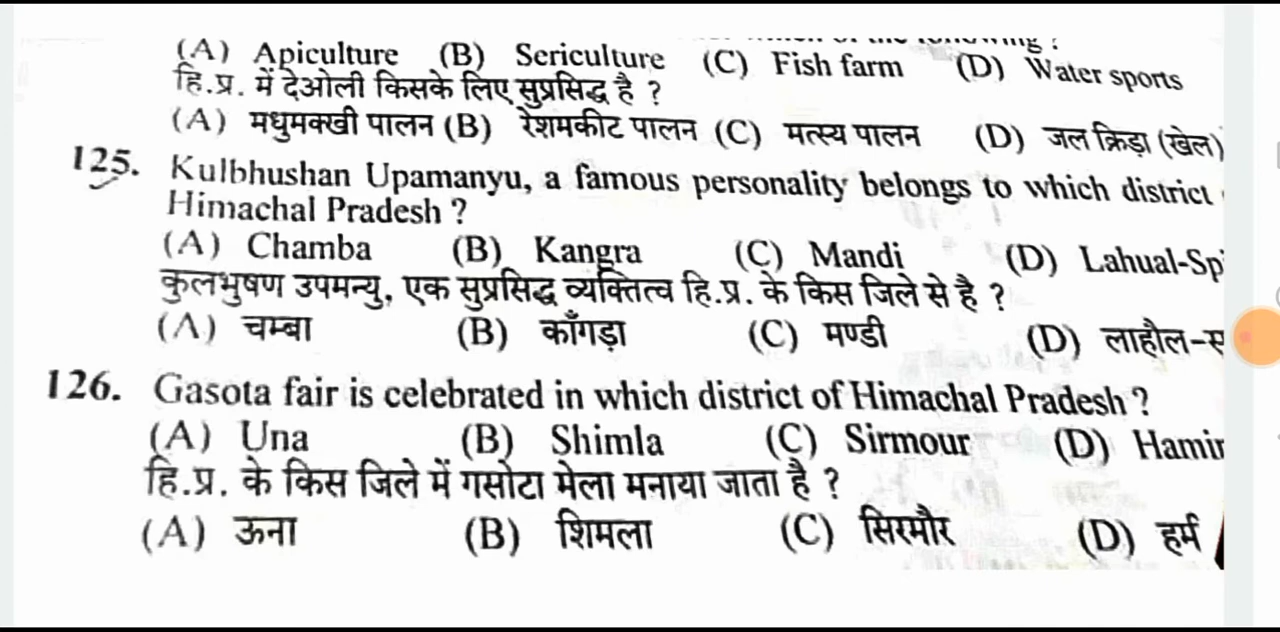 (A) Apiculture (B) Sericulture (C) Fish farm (D) Water sports
हि.प्र. में देओली किसके लिए सुप्रसिद्ध है ?
(A) मधुमक्खी पालन (B) रेशमकीट पालन (C) मत्स्य पालन (D) जल क्रिड़ा (खेल)
125. Kulbhushan Upamanyu, a famous personality belongs to which district
Himachal Pradesh ?
(A) Chamba (B) Kangra (C) Mandi (D) Lahual-Sp
कुलभुषण उपमन्यु, एक सुप्रसिद्ध व्यक्तित्व हि.प्र. के किस जिले से है ?
(A) चम्बा (B) काँगड़ा (C) मण्डी (D) लाहौल-स
126. Gasota fair is celebrated in which district of Himachal Pradesh ?
(A) Una (B) Shimla (C) Sirmour (D) Hamir
हि.प्र. के किस जिले में गसोटा मेला मनाया जाता है ?
(A) ऊना (B) शिमला (C) सिरमौर (D) हमी